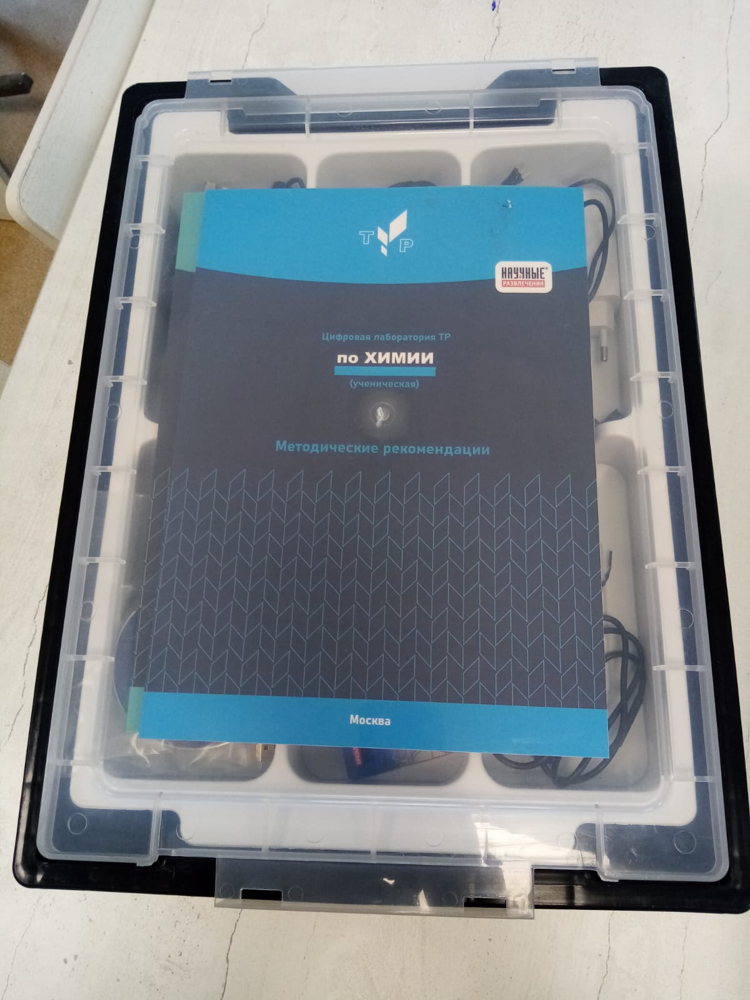 Т Р
НАУЧНЫЕ
РАЗВЛЕЧЕНИЯ
Цифровая лаборатория ТР
по ХИМИИ
(ученическая)
Методические рекомендации
Москва